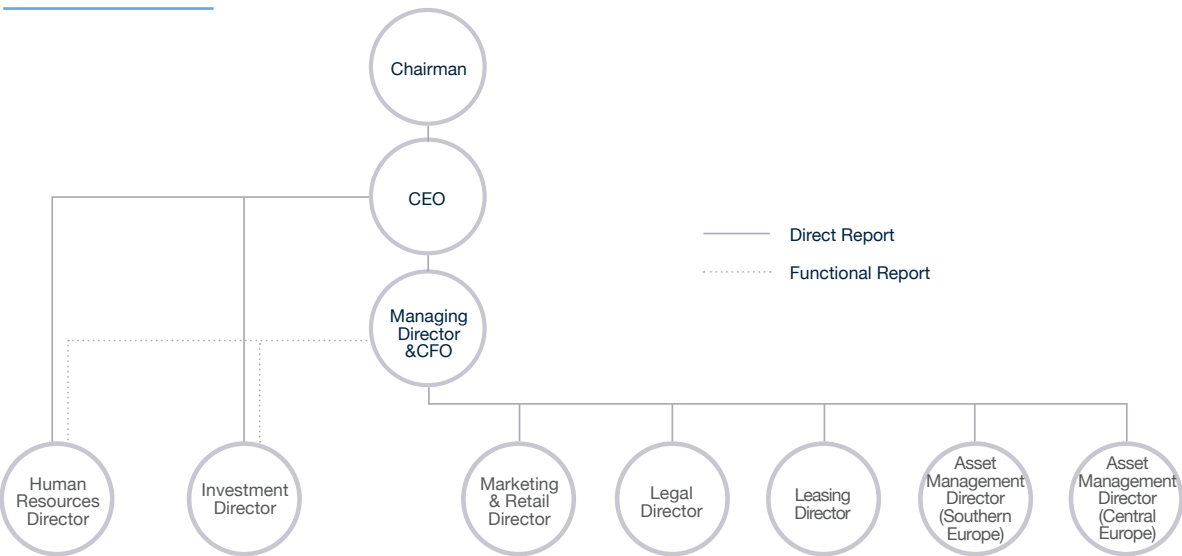 Chairman
CEO
Direct Report
Functional Report
Managing
Director
&CFO
Human
Resources
Director
Investment
Director
Marketing
& Retail
Director
Legal
Director
Leasing
Director
Asset
Management
Director
(Southern
Europe)
Asset
Management
Director
(Central
Europe)